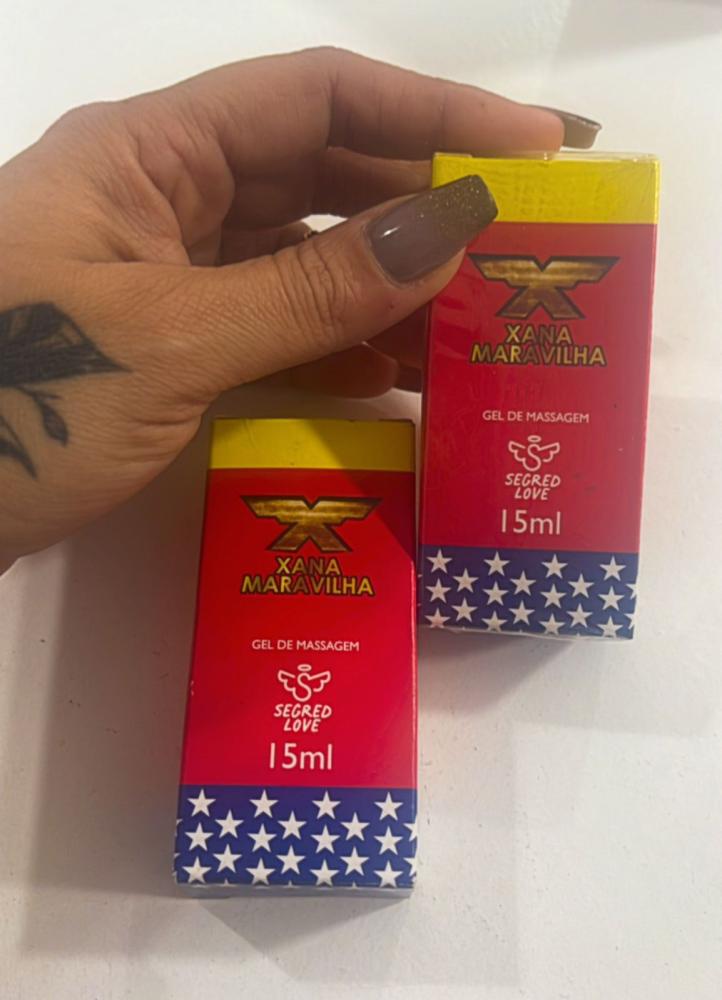 XANA
MARAVILHA
GEL DE MASSAGEM
SEGRED
LOVE
15ml
XANA
MARAVILHA
GEL DE MASSAGEM
SEGRED
LOVE
15ml